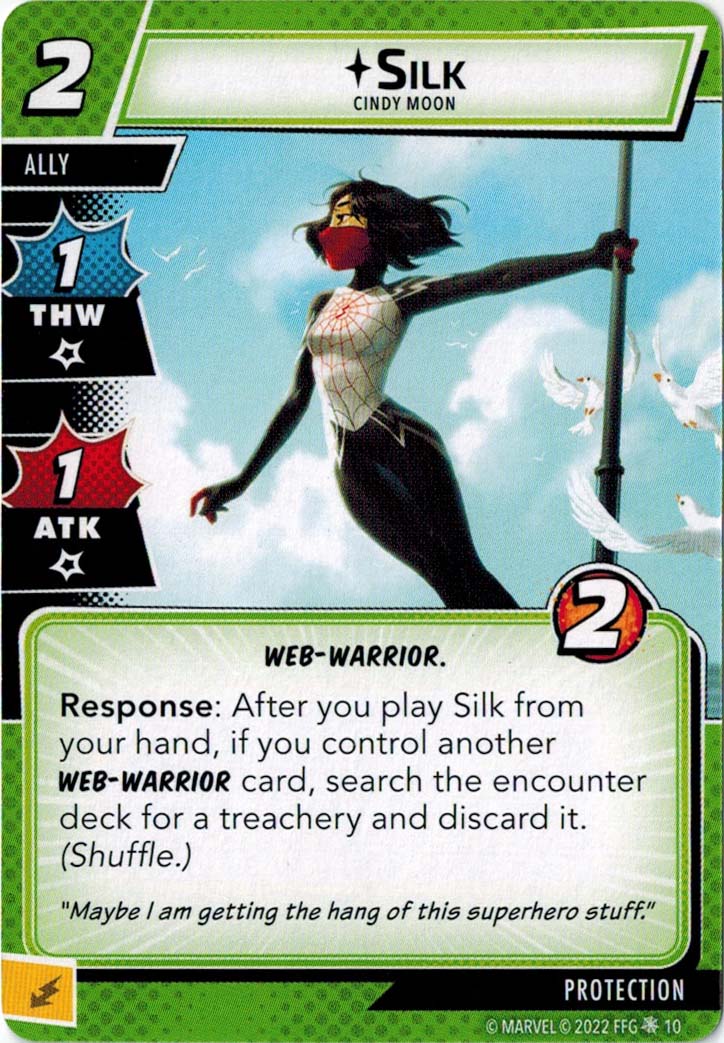 2
SILK
CINDY MOON
ALLY
1
THW
1
ATK
2
WEB-WARRIOR.
Response: After you play Silk from
your hand, if you control another
WEB-WARRIOR card, search the encounter
deck for a treachery and discard it.
(Shuffle.)
"Maybe I am getting the hang of this superhero stuff."
PROTECTION
© MARVEL © 2022 FFG 10